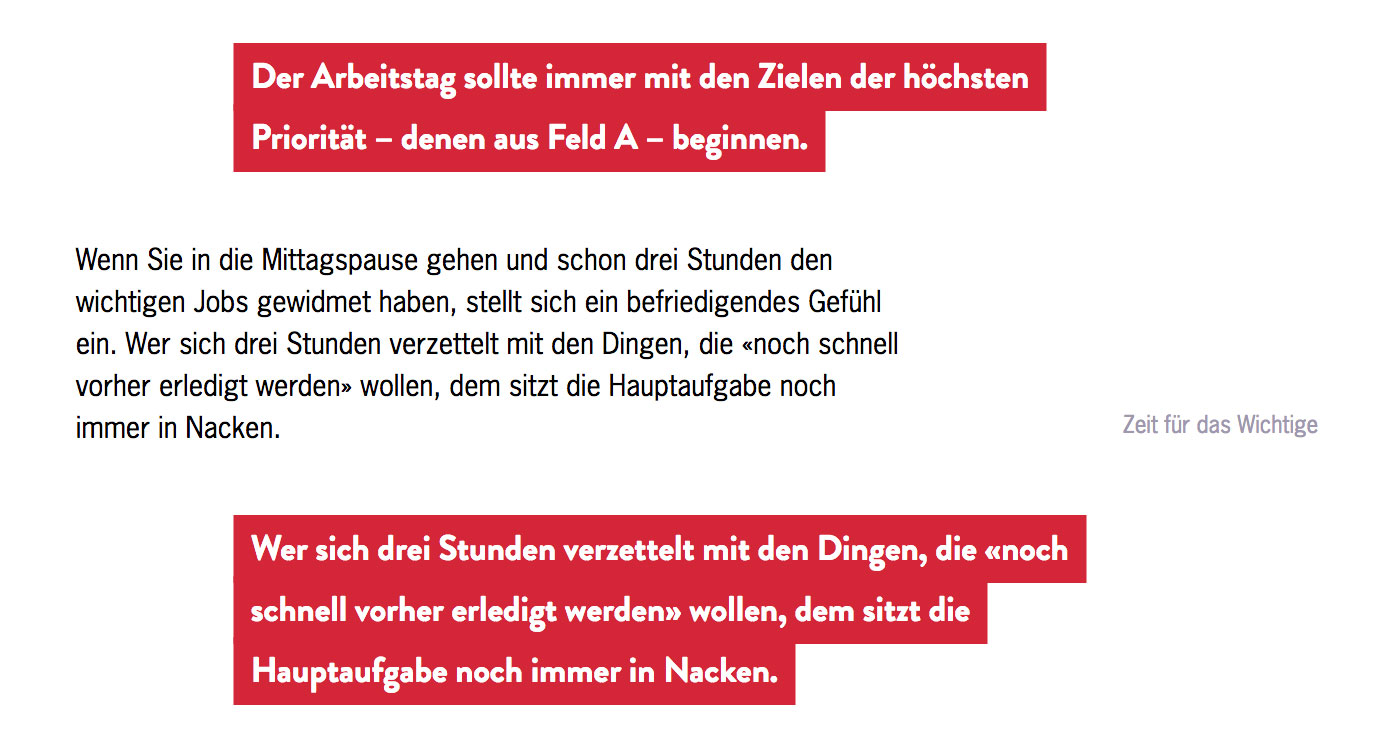 Der Arbeitstag sollte immer mit den Zielen der höchsten
Priorität – denen aus Feld A – beginnen.
Wenn Sie in die Mittagspause gehen und schon drei Stunden den
wichtigen Jobs gewidmet haben, stellt sich ein befriedigendes Gefühl
ein. Wer sich drei Stunden verzettelt mit den Dingen, die «noch schnell
vorher erledigt werden» wollen, dem sitzt die Hauptaufgabe noch
immer in Nacken.
Zeit für das Wichtige
Wer sich drei Stunden verzettelt mit den Dingen, die «noch
schnell vorher erledigt werden» wollen, dem sitzt die
Hauptaufgabe noch immer in Nacken.